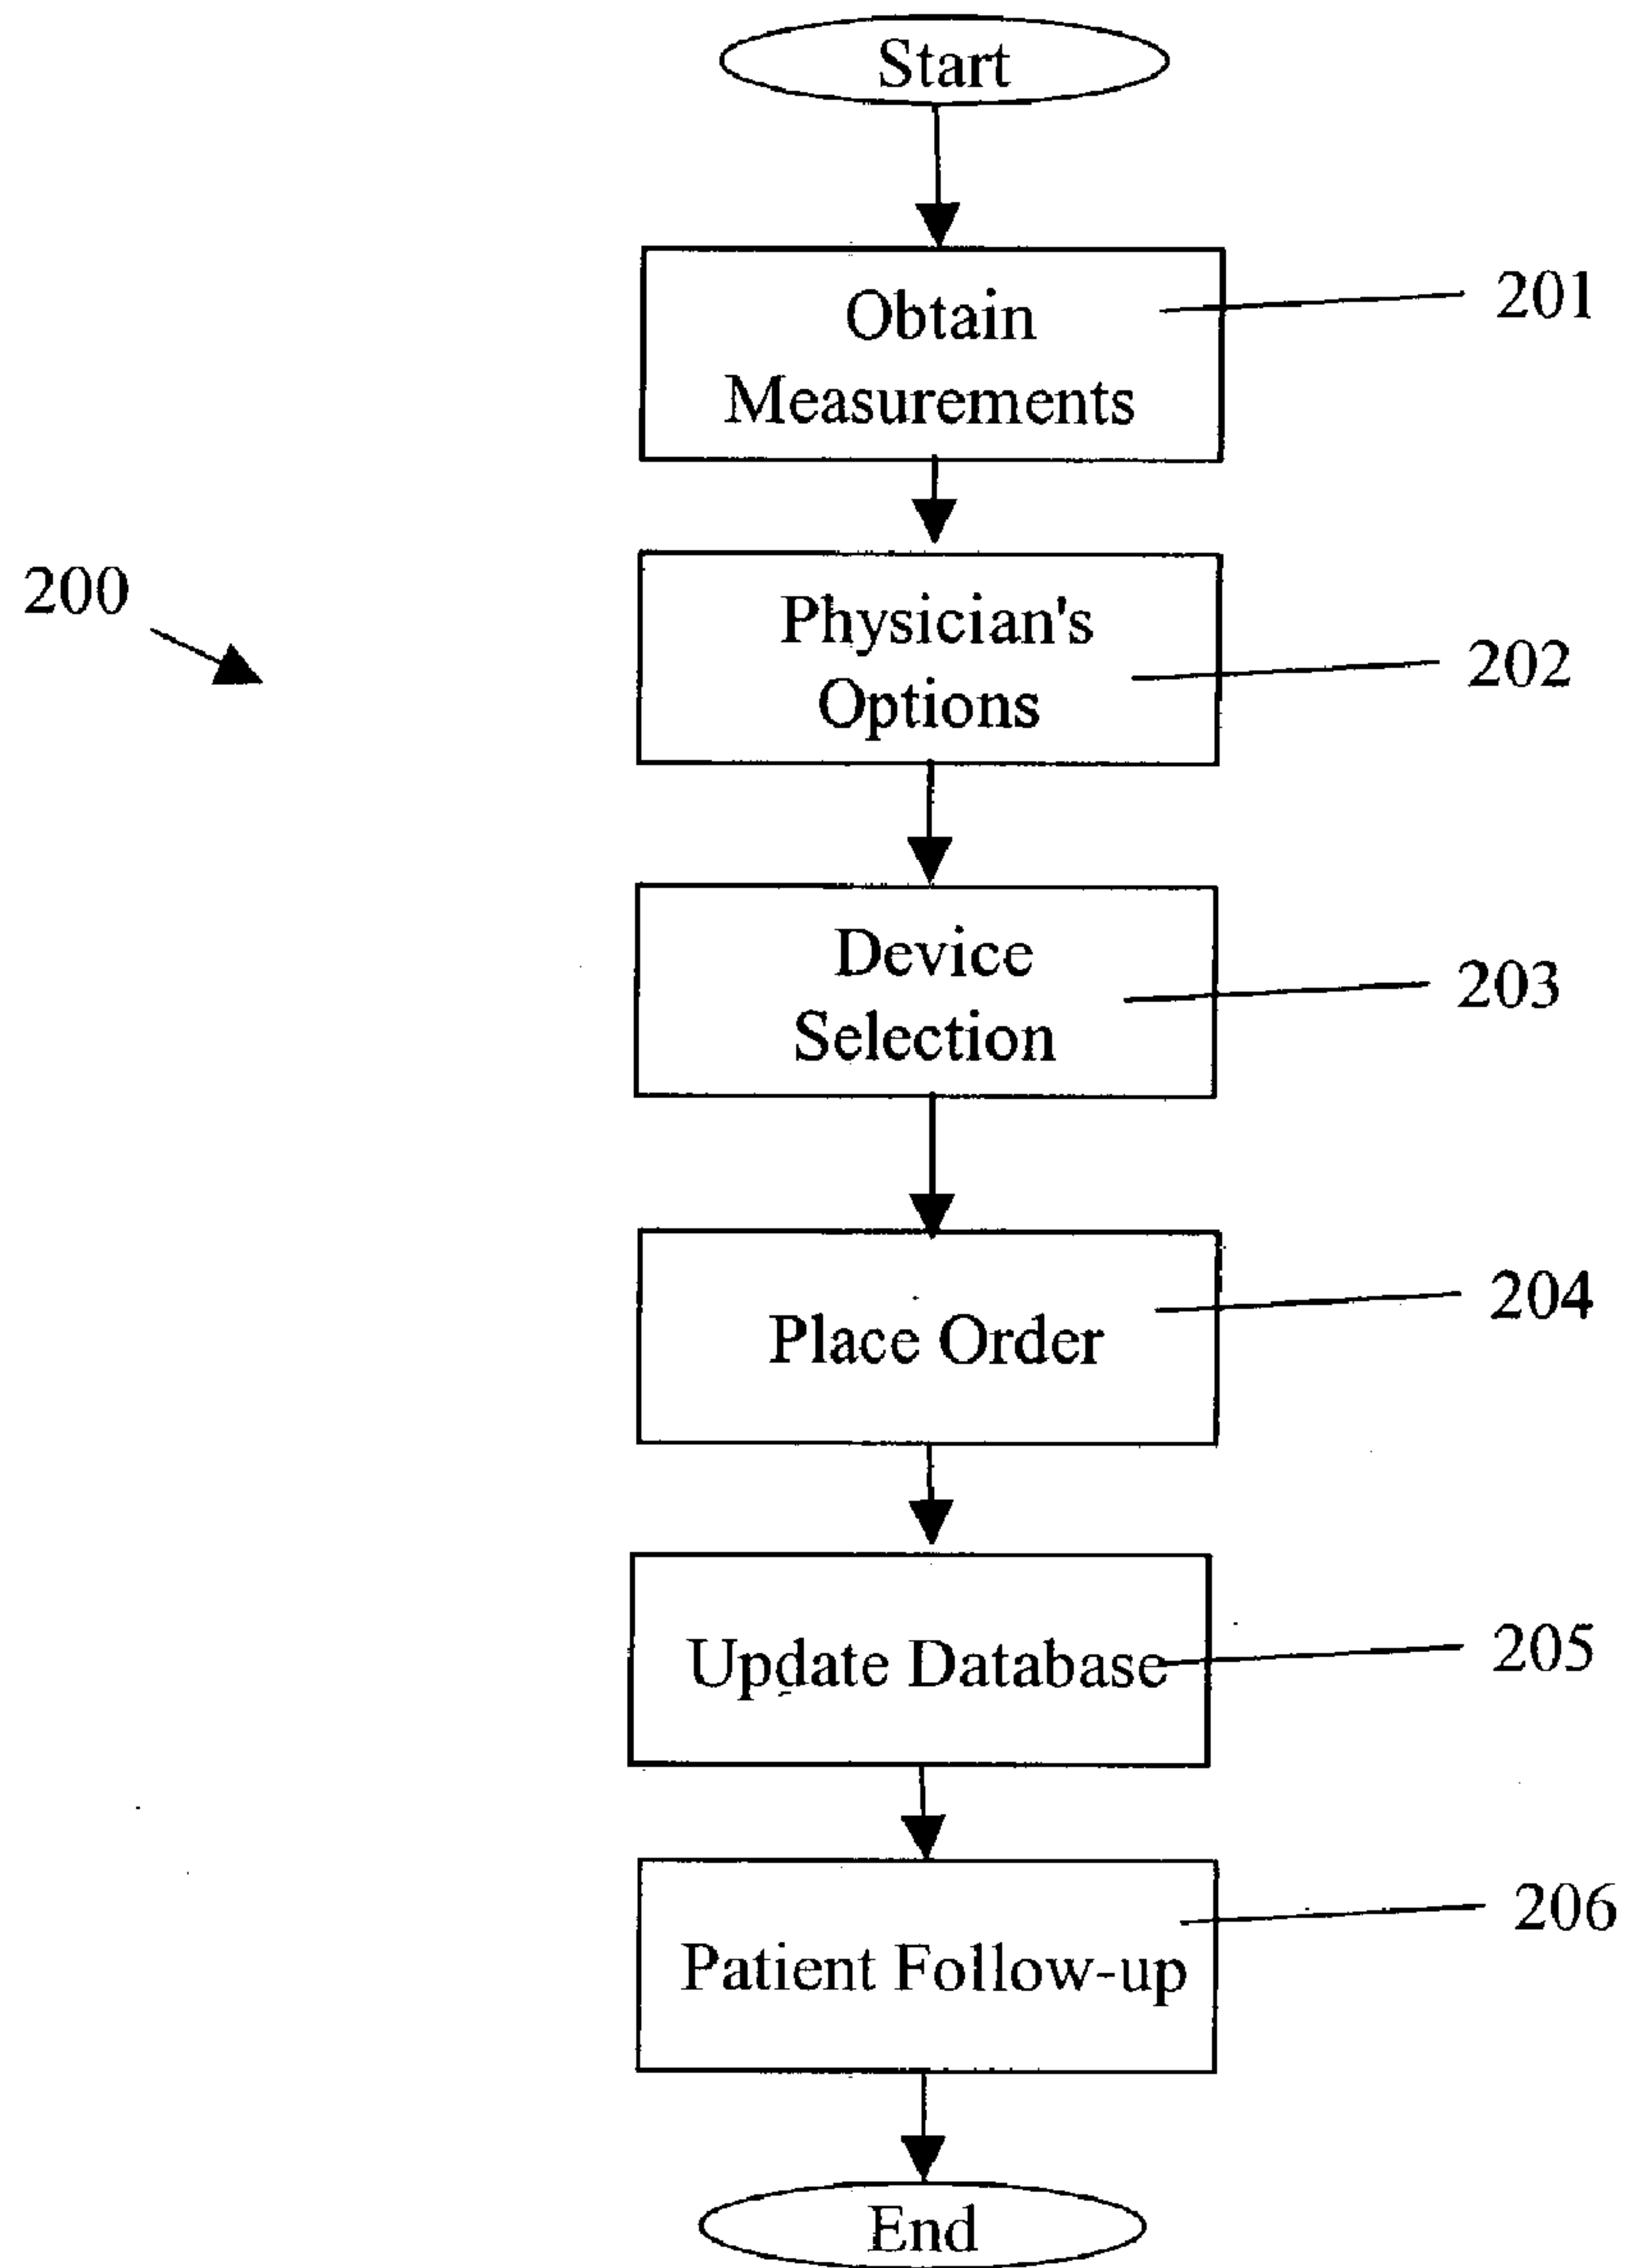 Start
Obtain
Measurements
201
200
Physician's
Options
202
Device
Selection
203
Place Order
204
Update Database
205
Patient Follow-up
206
End